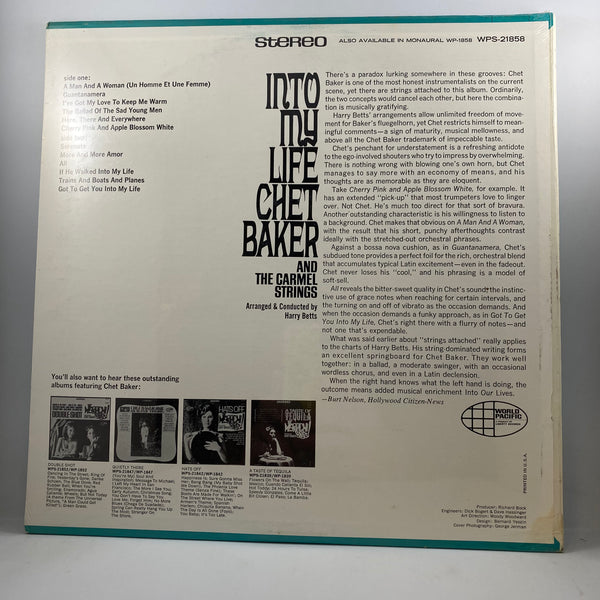 stereo
ALSO AVAILABLE IN MONAURAL WP-1858 WPS-21858
side one:
A Man And A Woman (Un Homme Et Une Femme)
Guantanamera
I've Got My Love To Keep Me Warm
The Ballad Of The Sad Young Men
Here, There And Everywhere
Cherry Pink And Apple Blossom White
side two:
Serenata
More And More Amor
All
If He Walked Into My Life
Trains And Boats And Planes
Got To Get You Into My Life
INTO
MY
LIFE
CHET
BAKER
AND
THE CARMEL
STRINGS
Arranged & Conducted by
Harry Betts
There's a paradox lurking somewhere in these grooves: Chet
Baker is one of the most honest instrumentalists on the current
scene, yet there are strings attached to this album. Ordinarily,
the two concepts would cancel each other, but here the combina-
tion is musically gratifying.
Harry Betts' arrangements allow unlimited freedom of move-
ment for Baker's fluegelhorn, yet Chet restricts himself to mean-
ingful comments—a sign of maturity, musical mellowness, and
above all the Chet Baker trademark of impeccable taste.
Chet's penchant for understatement is a refreshing antidote
to the ego-involved shouters who try to impress by overwhelming.
There is nothing wrong with blowing one's own horn, but Chet
manages to say more with an economy of means, and his
thoughts are as memorable as they are eloquent.
Take Cherry Pink and Apple Blossom White, for example. It
has an extended "pick-up" that most trumpeters love to linger
over. Not Chet. He's much too direct for that sort of bravura.
Another outstanding characteristic is his willingness to listen to
a background. Chet makes that obvious on A Man And A Woman,
with the result that his short, punchy afterthoughts contrast
ideally with the stretched-out orchestral phrases.
Against a bossa nova cushion, as in Guantanamera, Chet's
subdued tone provides a perfect foil for the rich, orchestral blend
that accumulates typical Latin excitement—even in the fadeout.
Chet never loses his "cool," and his phrasing is a model of
soft-sell.
All reveals the bitter-sweet quality in Chet's sound: the instinc-
tive use of grace notes when reaching for certain intervals, and
the turning on and off of vibrato as the occasion demands. And
when the occasion demands a funky approach, as in Got To Get
You Into My Life, Chet's right there with a flurry of notes—and
not one that's expendable.
What was said earlier about "strings attached" really applies
to the charts of Harry Betts. His string-dominated writing forms
an excellent springboard for Chet Baker. They work well
together: in a ballad, a moderate swinger, with an occasional
wordless chorus, and even in a Latin declension.
When the right hand knows what the left hand is doing, the
outcome means added musical enrichment Into Our Lives.
—Burt Nelson, Hollywood Citizen-News
You'll also want to hear these outstanding
albums featuring Chet Baker:
DOUBLE SHOT
QUIETLY THERE
WPS-21847/WP-1847
HATS OFF
WPS-21842/WP-1842
A TASTE OF TEQUILA
WPS-21839/WP-1839
WORLD
PACIFIC
PRINTED IN U.S.A.
Producer: Richard Bock
Engineers: Dick Bogert & Dave Hassinger
Art Direction: Woody Woodward
Design: Bernard Yeszin
Cover Photography: George Jerman